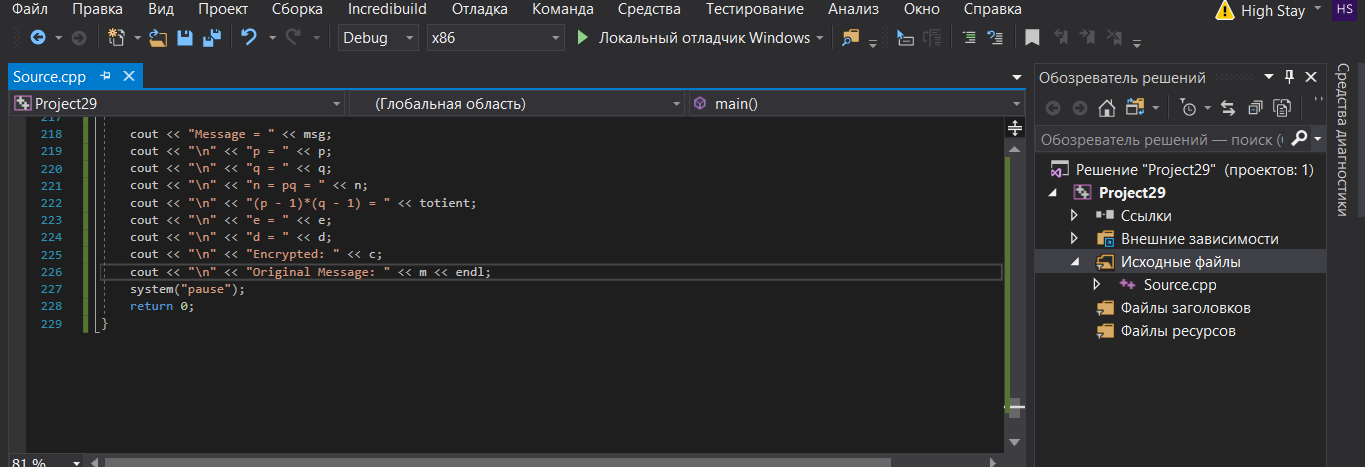 Файл Правка Вид Проект Сборка Incredibuild Отладка Команда Средства Тестирование Анализ Окно Справка High Stay HS
Debug x86 Локальный отладчик Windows
Source.cpp
Project29 (Глобальная область) main()
217
218 cout << "Message = " << msg;
219 cout << "\n" << "p = " << p;
220 cout << "\n" << "q = " << q;
221 cout << "\n" << "n = pq = " << n;
222 cout << "\n" << "(p - 1)*(q - 1) = " << totient;
223 cout << "\n" << "e = " << e;
224 cout << "\n" << "d = " << d;
225 cout << "\n" << "Encrypted: " << c;
226 cout << "\n" << "Original Message: " << m << endl;
227 system("pause");
228 return 0;
229 }
81 %
Обозреватель решений
Обозреватель решений — поиск (
Решение "Project29" (проектов: 1)
Project29
Ссылки
Внешние зависимости
Исходные файлы
Source.cpp
Файлы заголовков
Файлы ресурсов
Средства диагностики